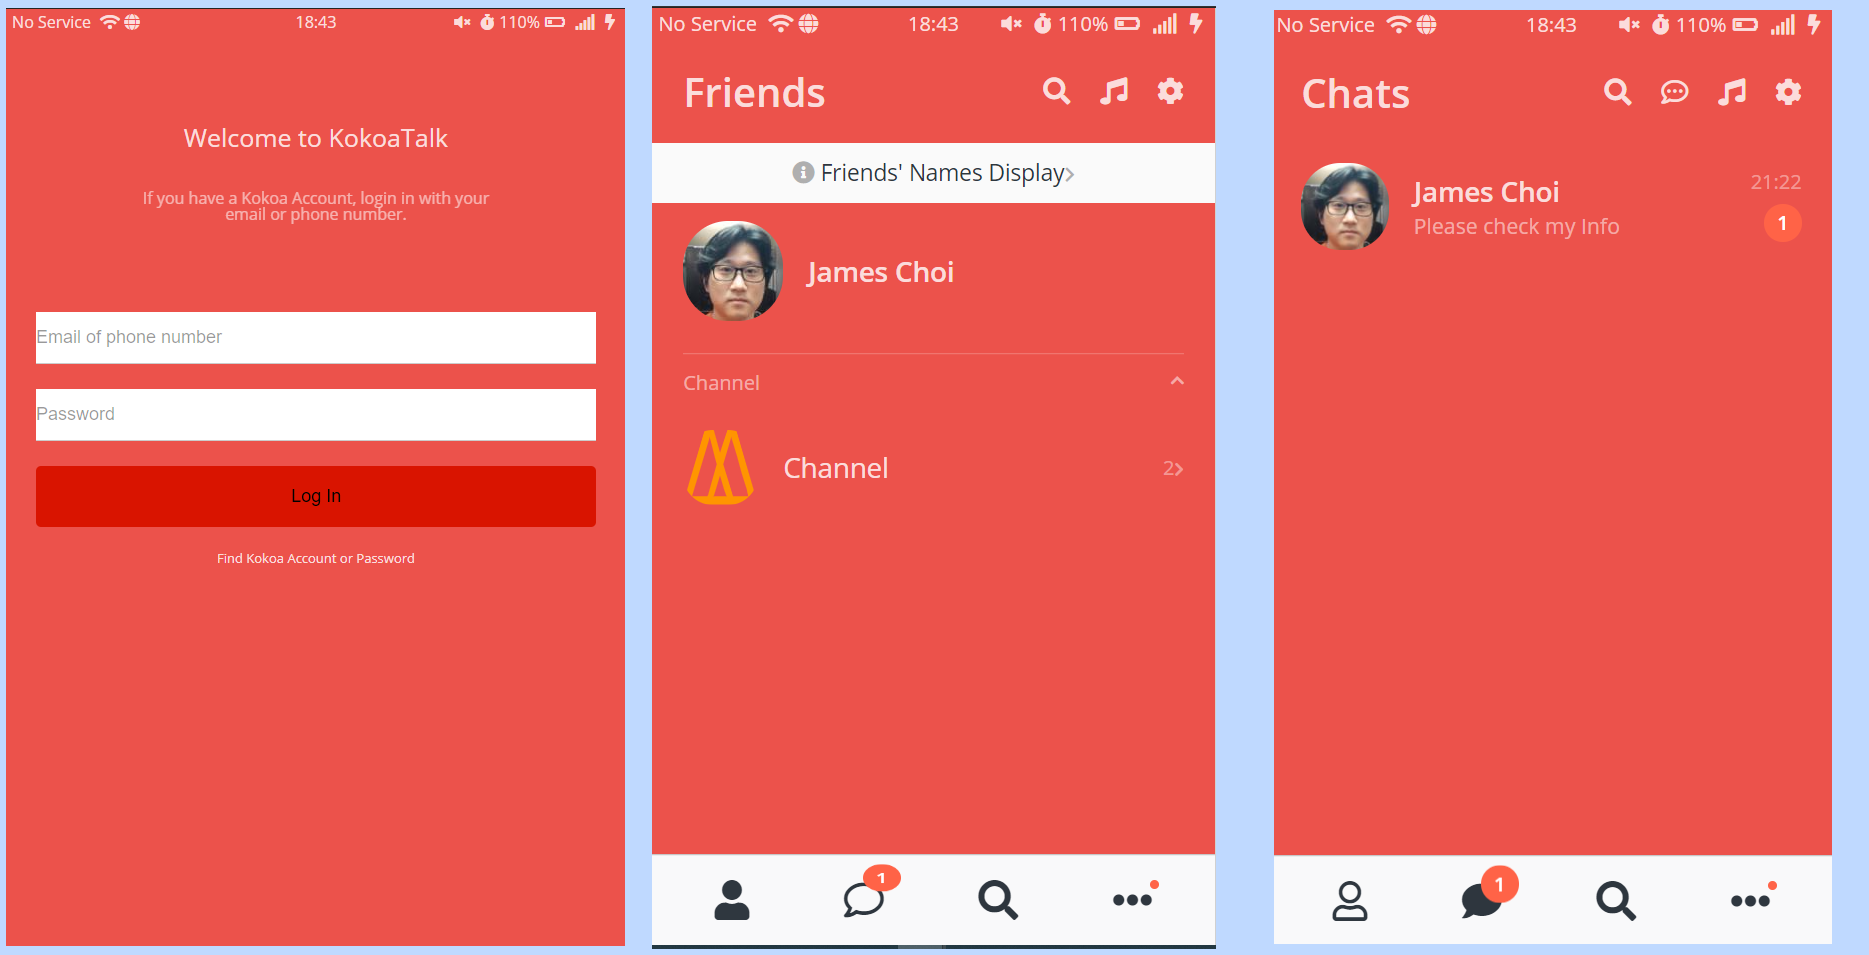 No Service 18:43 110%
Welcome to KokoaTalk
If you have a Kokoa Account, login in with your
email or phone number.
Email of phone number
Password
Log In
Find Kokoa Account or Password
No Service 18:43 110%
Friends
Friends' Names Display
James Choi
Channel
Channel 2
1
No Service 18:43 110%
Chats
James Choi 21:22
Please check my Info 1
1